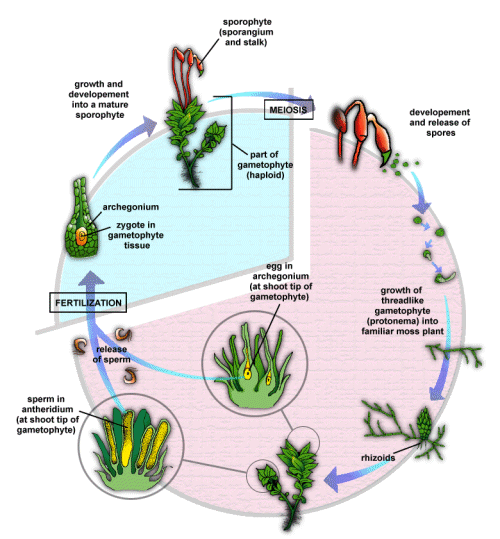 sporophyte
(sporangium
and stalk)
growth and
developement
into a mature
sporophyte
MEIOSIS
developement
and release of
spores
part of
gametophyte
(haploid)
archegonium
zygote in
gametophyte
tissue
egg in
archegonium
(at shoot tip of
gametophyte)
FERTILIZATION
growth of
threadlike
gametophyte
(protonema) into
familiar moss plant
release
of sperm
sperm in
antheridium
(at shoot tip of
gametophyte)
rhizoids